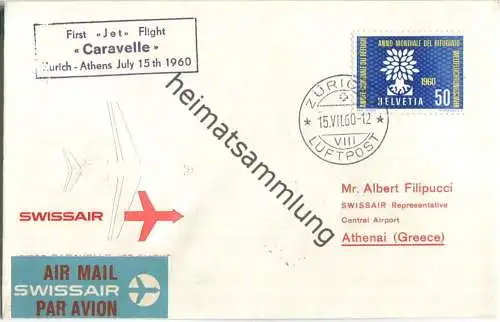 First «Jet» Flight
« Caravelle »
Zurich - Athens July 15th 1960
ANNO MONDIALE DEL RIFUGIATO
1960
HELVETIA 50
ZÜRICH
15.VII.60-12
VIII
LUFTPOST
heimatsammlung
SWISSAIR
Mr. Albert Filipucci
SWISSAIR Representative
Central Airport
Athenai (Greece)
AIR MAIL
SWISSAIR
PAR AVION